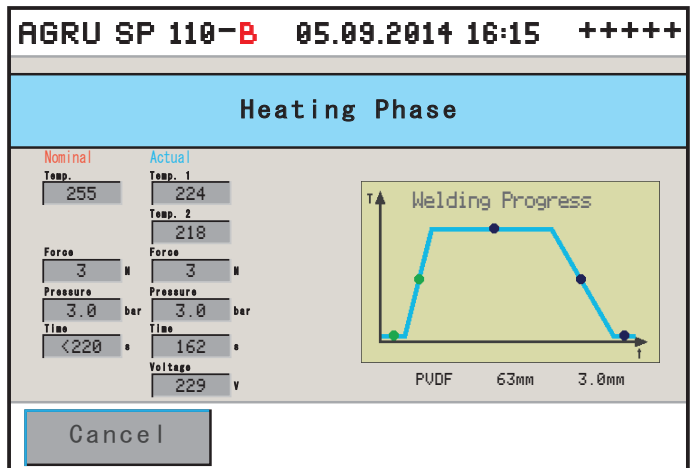 AGRU SP 110-B 05.09.2014 16:15 +++++
Heating Phase
Nominal Actual
Temp. Temp. 1
255 224
Temp. 2
218
Force Force
3 N 3 N
Pressure Pressure
3.0 bar 3.0 bar
Time Time
<220 s 162 s
Voltage
229 V
T Welding Progress
t
PVDF 63mm 3.0mm
Cancel